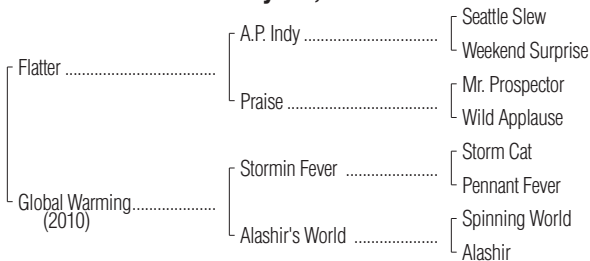 Seattle Slew
A.P. Indy ..................................
Weekend Surprise
Flatter .....................................
Mr. Prospector
Praise .....................................
Wild Applause
Storm Cat
Stormin Fever .......................
Pennant Fever
Global Warming.....................
(2010)
Spinning World
Alashir's World .....................
Alashir